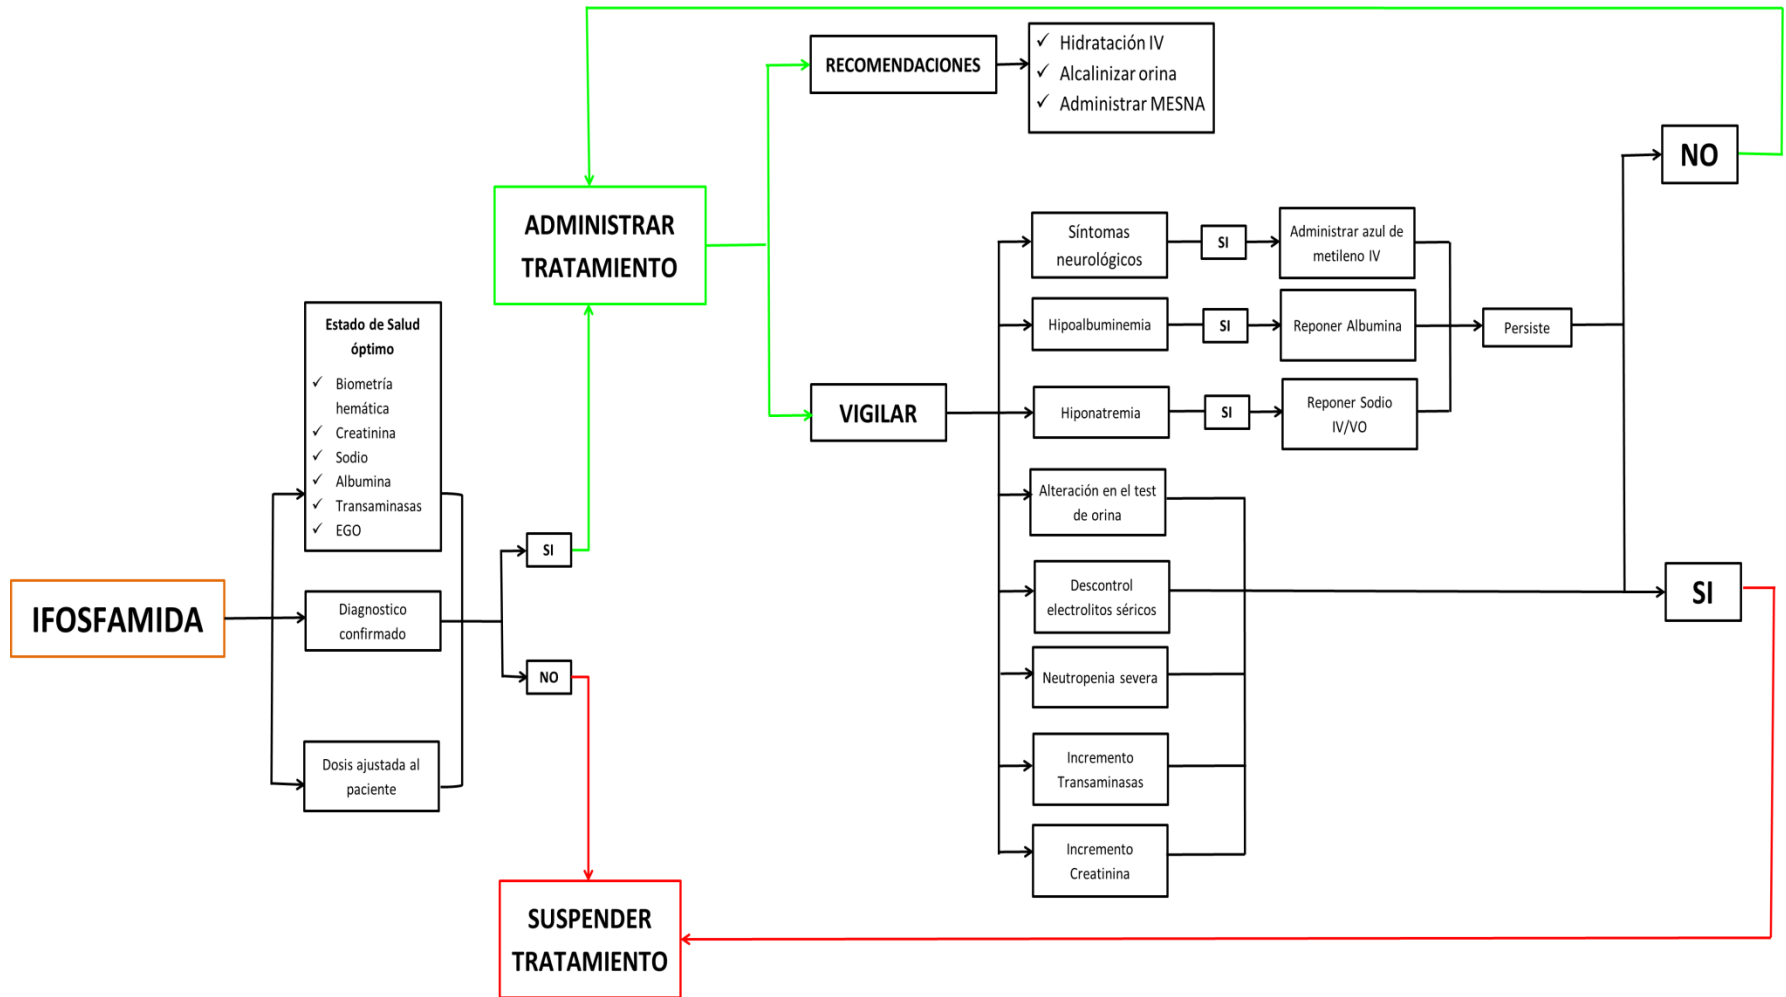 IFOSFAMIDA
Estado de Salud
óptimo
✓ Biometría
hemática
✓ Creatinina
✓ Sodio
✓ Albumina
✓ Transaminasas
✓ EGO
Diagnostico
confirmado
Dosis ajustada al
paciente
SI
NO
ADMINISTRAR
TRATAMIENTO
SUSPENDER
TRATAMIENTO
RECOMENDACIONES
✓ Hidratación IV
✓ Alcalinizar orina
✓ Administrar MESNA
VIGILAR
Síntomas
neurológicos
SI
Administrar azul de
metileno IV
Hipoalbuminemia
SI
Reponer Albumina
Hiponatremia
SI
Reponer Sodio
IV/VO
Persiste
Alteración en el test
de orina
Descontrol
electrolitos séricos
Neutropenia severa
Incremento
Transaminasas
Incremento
Creatinina
NO
SI